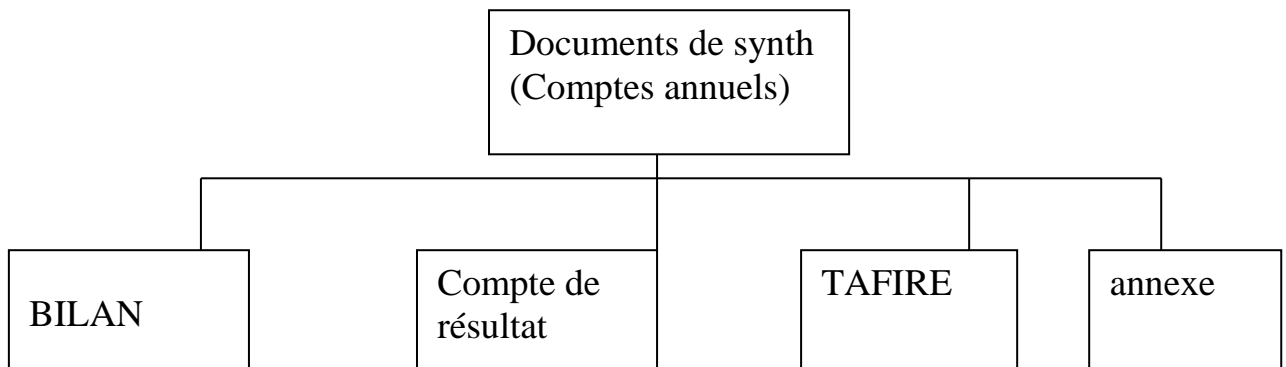 Documents de synth
(Comptes annuels)
BILAN
Compte de
résultat
TAFIRE
annexe